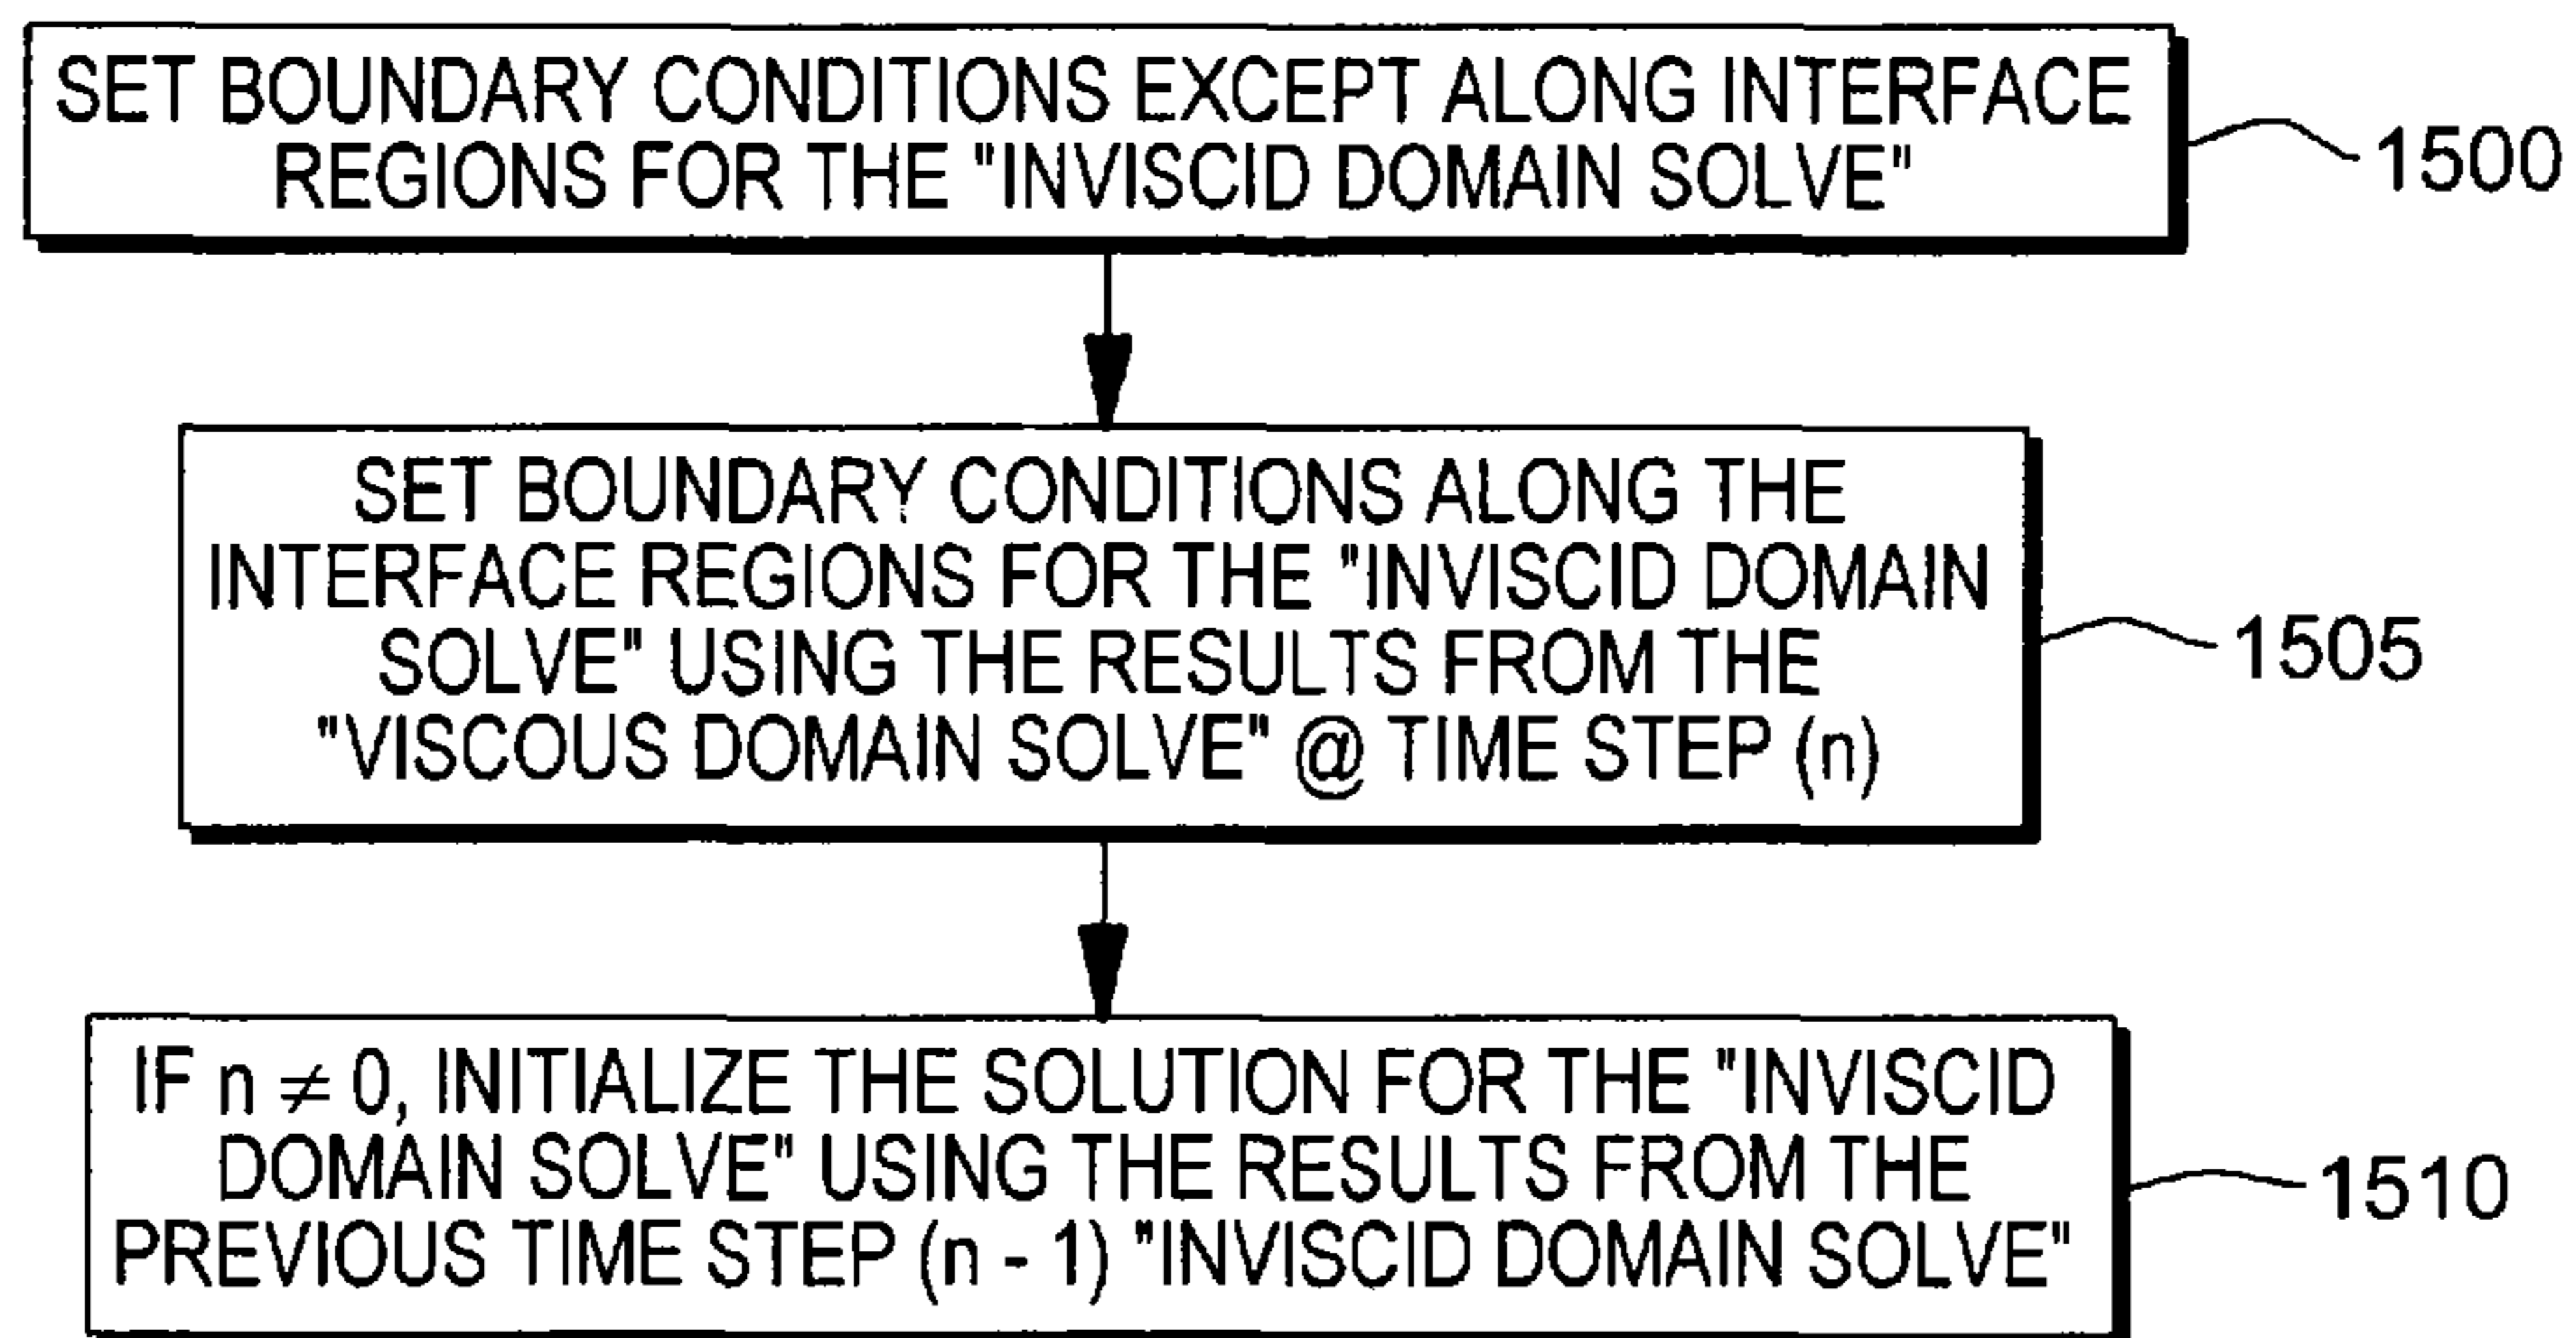 SET BOUNDARY CONDITIONS EXCEPT ALONG INTERFACE
REGIONS FOR THE "INVISCID DOMAIN SOLVE"
1500
SET BOUNDARY CONDITIONS ALONG THE
INTERFACE REGIONS FOR THE "INVISCID DOMAIN
SOLVE" USING THE RESULTS FROM THE
"VISCOUS DOMAIN SOLVE" @ TIME STEP (n)
1505
IF n ≠ 0, INITIALIZE THE SOLUTION FOR THE "INVISCID
DOMAIN SOLVE" USING THE RESULTS FROM THE
PREVIOUS TIME STEP (n - 1) "INVISCID DOMAIN SOLVE"
1510